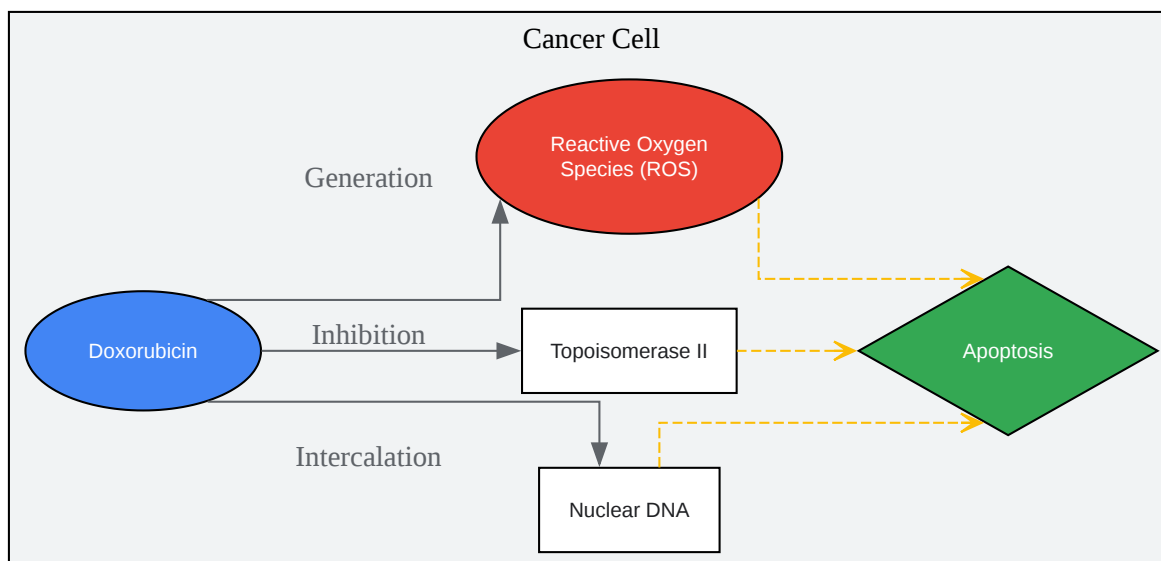 Cancer Cell
Reactive Oxygen
Species (ROS)
Generation
Doxorubicin
Inhibition
Topoisomerase II
Apoptosis
Intercalation
Nuclear DNA